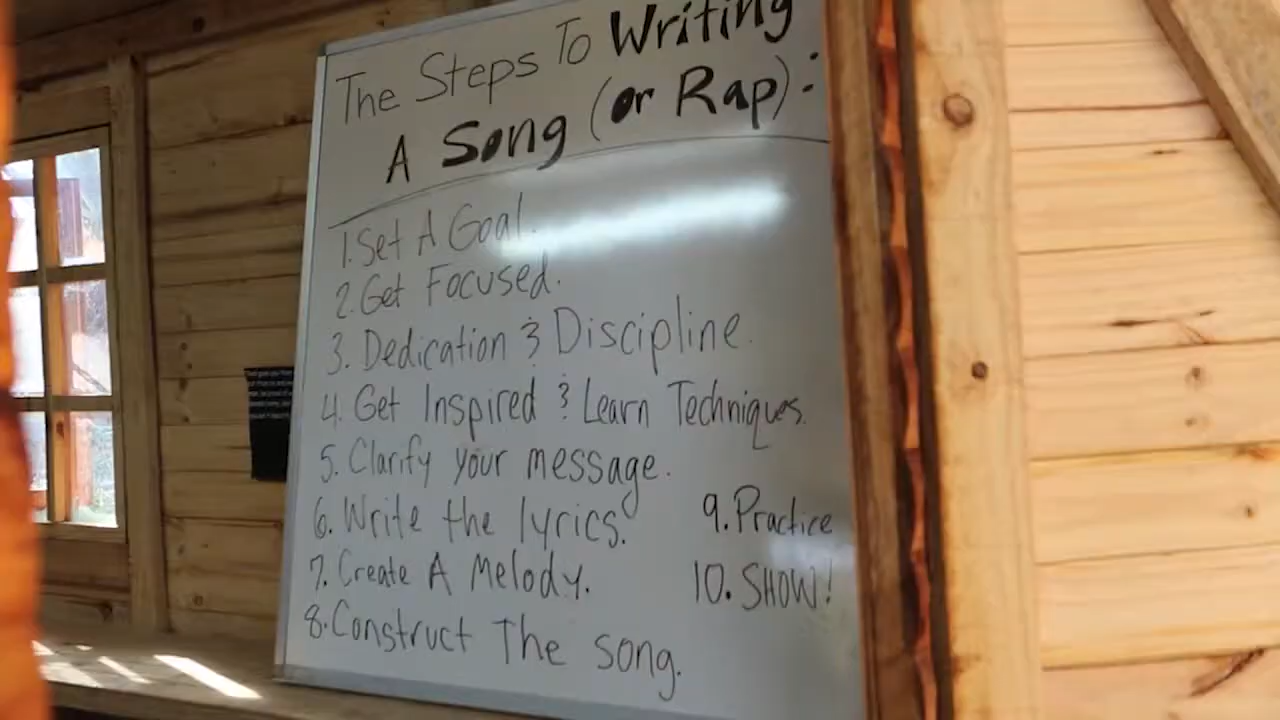 The Steps To Writing
A Song (or Rap):
1. Set A Goal.
2. Get Focused.
3. Dedication & Discipline.
4. Get Inspired & Learn Techniques.
5. Clarify your message.
6. Write the lyrics.
7. Create A Melody.
8. Construct The song.
9. Practice
10. SHOW!